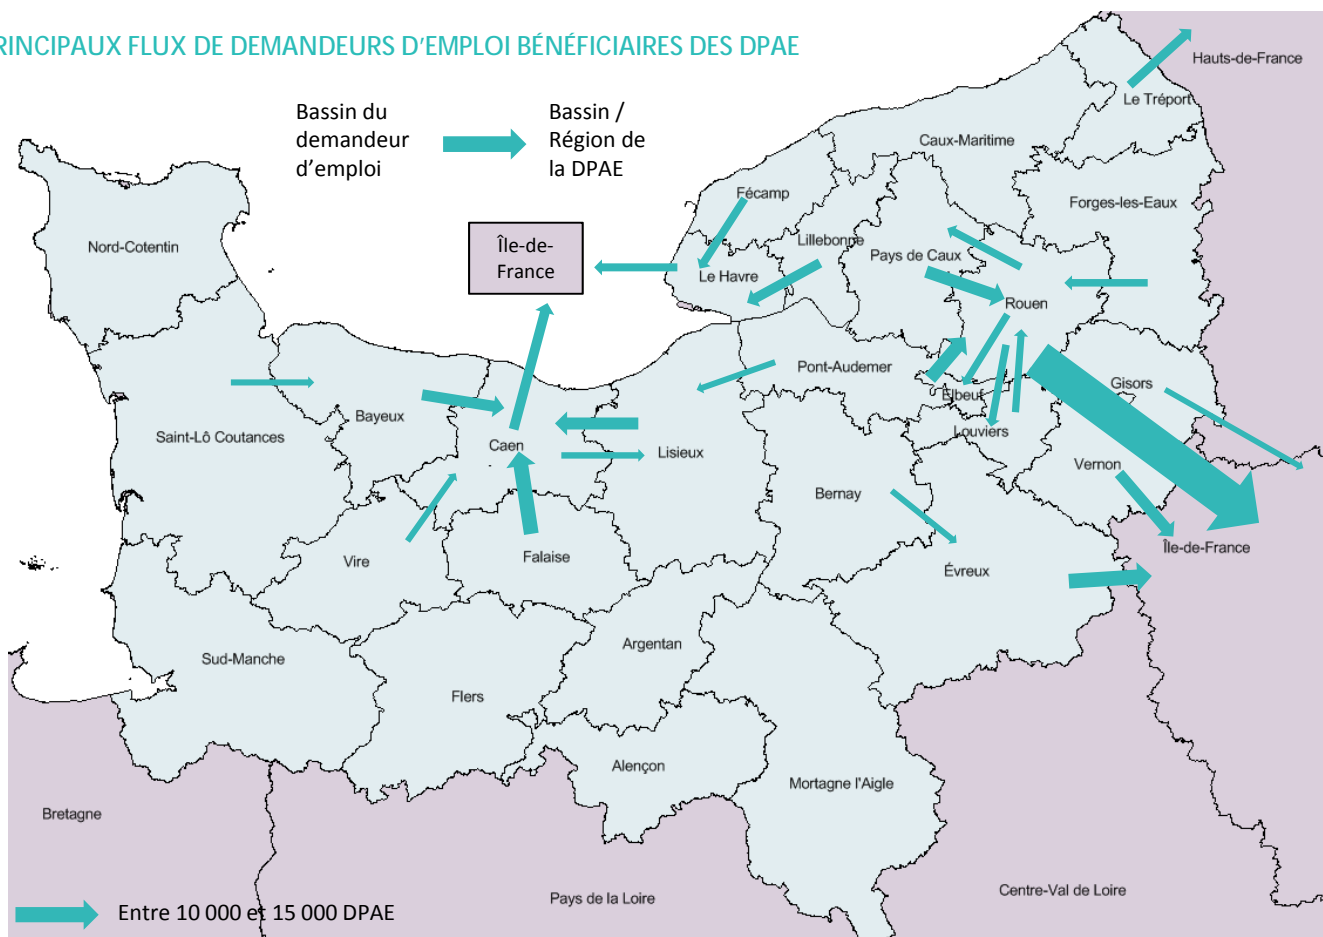 RINCIPAUX FLUX DE DEMANDEURS D'EMPLOI BÉNÉFICIAIRES DES DPAE
Hauts-de-France
Le Tréport
Bassin du
demandeur
d'emploi
Bassin /
Région de
la DPAE
Caux-Maritime
Fécamp
Forges-les-Eaux
Nord-Cotentin
Île-de-
France
Lillebonne
Pays de Caux
Le Havre
Rouen
Pont-Audemer
Gisors
Elbeuf
Bayeux
Saint-Lô Coutances
Louviers
Caen
Lisieux
Vernon
Bernay
Île-de-France
Vire
Falaise
Évreux
Argentan
Sud-Manche
Flers
Alençon
Mortagne l'Aigle
Bretagne
Pays de la Loire
Centre-Val de Loire
Entre 10 000 et 15 000 DPAE